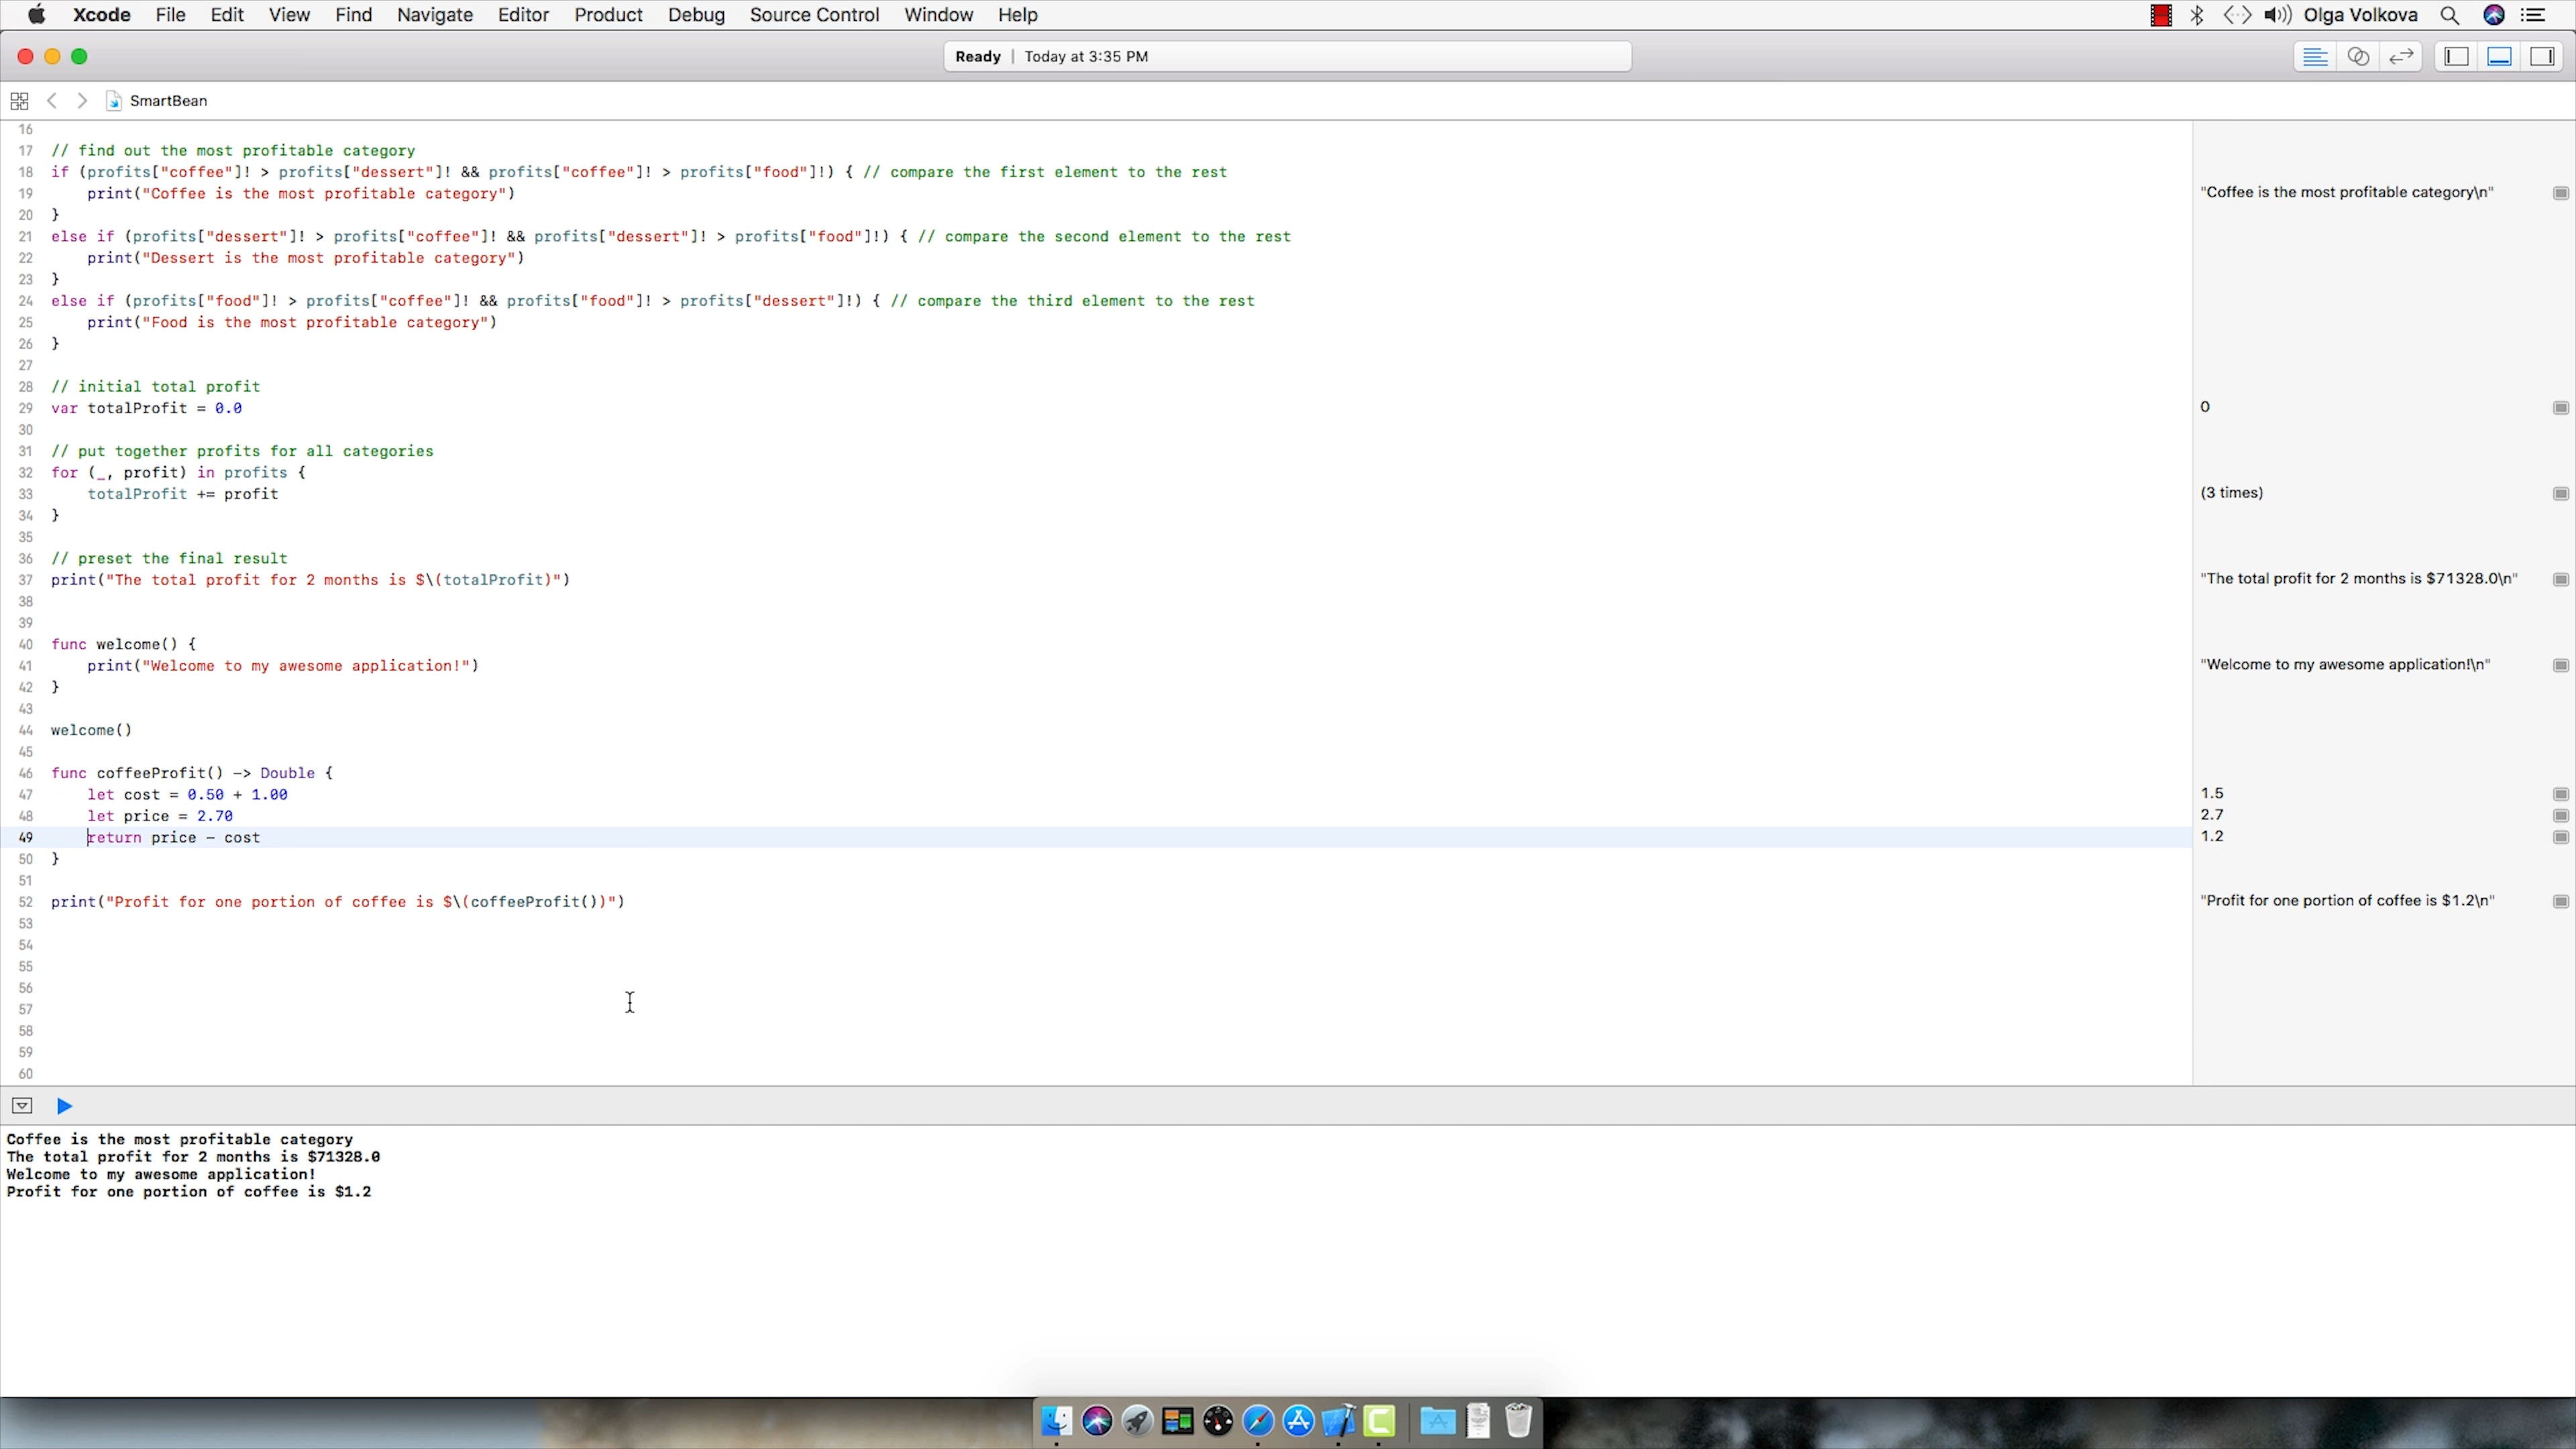 Xcode File Edit View Find Navigate Editor Product Debug Source Control Window Help Olga Volkova
Ready | Today at 3:35 PM
SmartBean
16
17 // find out the most profitable category
18 if (profits["coffee"]! > profits["dessert"]! && profits["coffee"]! > profits["food"]!) { // compare the first element to the rest
19 print("Coffee is the most profitable category") "Coffee is the most profitable category\n"
20 }
21 else if (profits["dessert"]! > profits["coffee"]! && profits["dessert"]! > profits["food"]!) { // compare the second element to the rest
22 print("Dessert is the most profitable category")
23 }
24 else if (profits["food"]! > profits["coffee"]! && profits["food"]! > profits["dessert"]!) { // compare the third element to the rest
25 print("Food is the most profitable category")
26 }
27
28 // initial total profit
29 var totalProfit = 0.0 0
30
31 // put together profits for all categories
32 for (_, profit) in profits {
33 totalProfit += profit (3 times)
34 }
35
36 // preset the final result
37 print("The total profit for 2 months is $\(totalProfit)") "The total profit for 2 months is $71328.0\n"
38
39
40 func welcome() {
41 print("Welcome to my awesome application!") "Welcome to my awesome application!\n"
42 }
43
44 welcome()
45
46 func coffeeProfit() -> Double {
47 let cost = 0.50 + 1.00 1.5
48 let price = 2.70 2.7
49 return price - cost 1.2
50 }
51
52 print("Profit for one portion of coffee is $\(coffeeProfit())") "Profit for one portion of coffee is $1.2\n"
53
54
55
56
57
58
59
60
Coffee is the most profitable category
The total profit for 2 months is $71328.0
Welcome to my awesome application!
Profit for one portion of coffee is $1.2